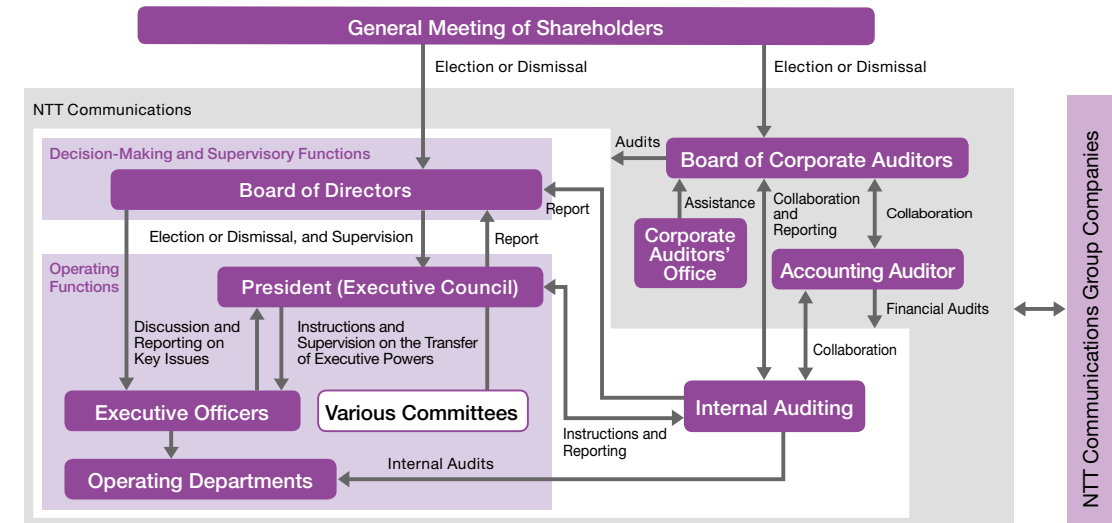 General Meeting of Shareholders
Election or Dismissal
Election or Dismissal
NTT Communications
Decision-Making and Supervisory Functions
Audits
Board of Corporate Auditors
Board of Directors
Report
Assistance
Collaboration
and
Reporting
Collaboration
Election or Dismissal, and Supervision
Report
Corporate
Auditors'
Office
Operating
Functions
President (Executive Council)
Accounting Auditor
Financial Audits
Discussion and
Reporting on
Key Issues
Instructions and
Supervision on the Transfer
of Executive Powers
Collaboration
Executive Officers
Various Committees
Internal Auditing
Instructions and
Reporting
Internal Audits
Operating Departments
NTT Communications Group Companies